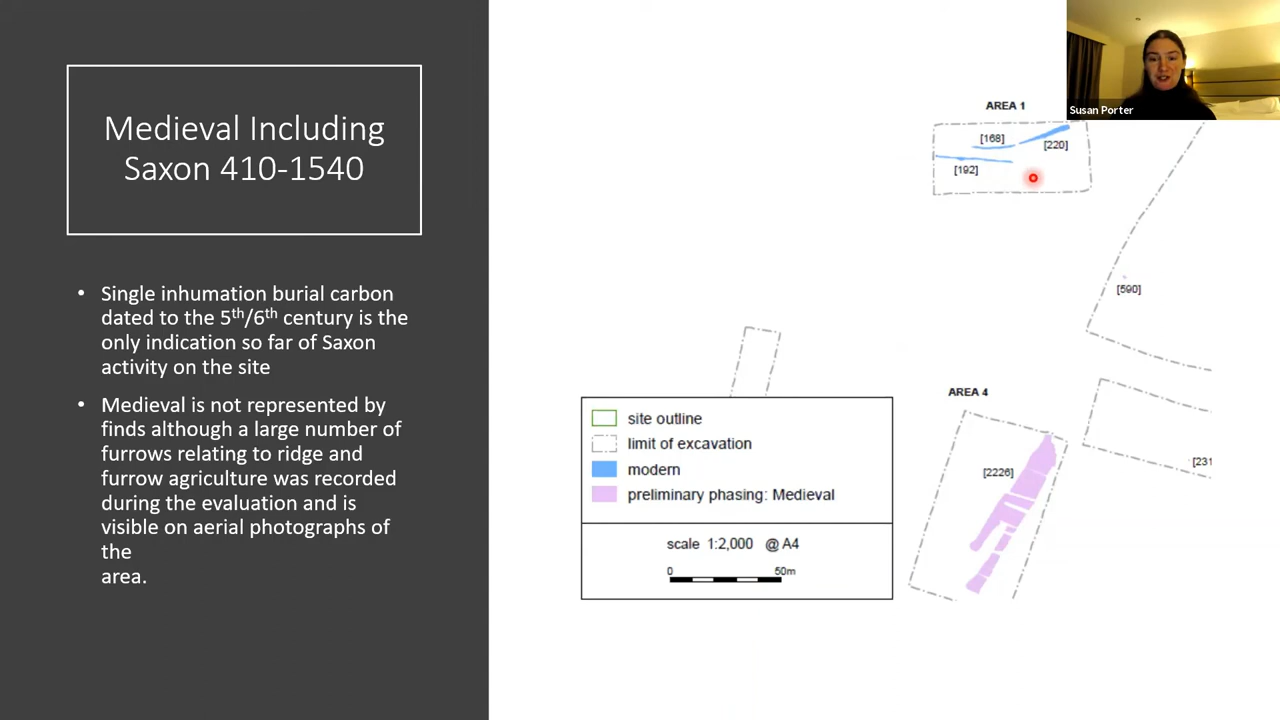 Medieval Including
Saxon 410-1540
• Single inhumation burial carbon
dated to the 5th/6th century is the
only indication so far of Saxon
activity on the site
• Medieval is not represented by
finds although a large number of
furrows relating to ridge and
furrow agriculture was recorded
during the evaluation and is
visible on aerial photographs of
the
area.
AREA 1
[168]
[220]
[192]
[590]
AREA 4
[2226]
[231
site outline
limit of excavation
modern
preliminary phasing: Medieval
scale 1:2,000 @ A4
0 50m
Susan Porter